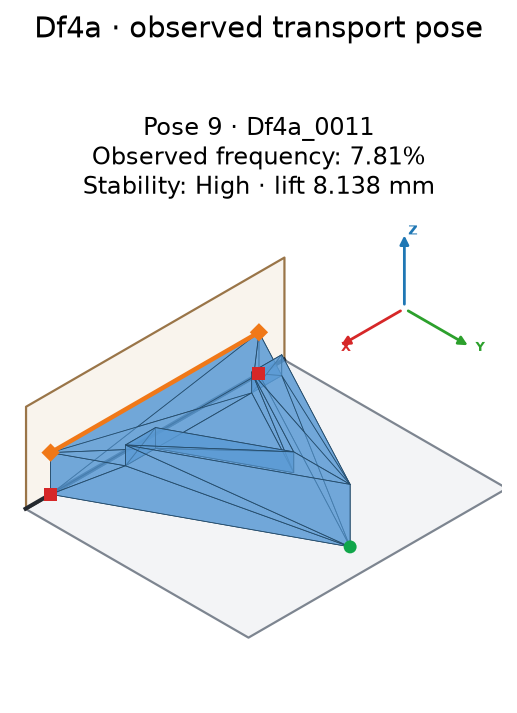 Df4a · observed transport pose
Pose 9 · Df4a_0011
Observed frequency: 7.81%
Stability: High · lift 8.138 mm
Z
X
Y